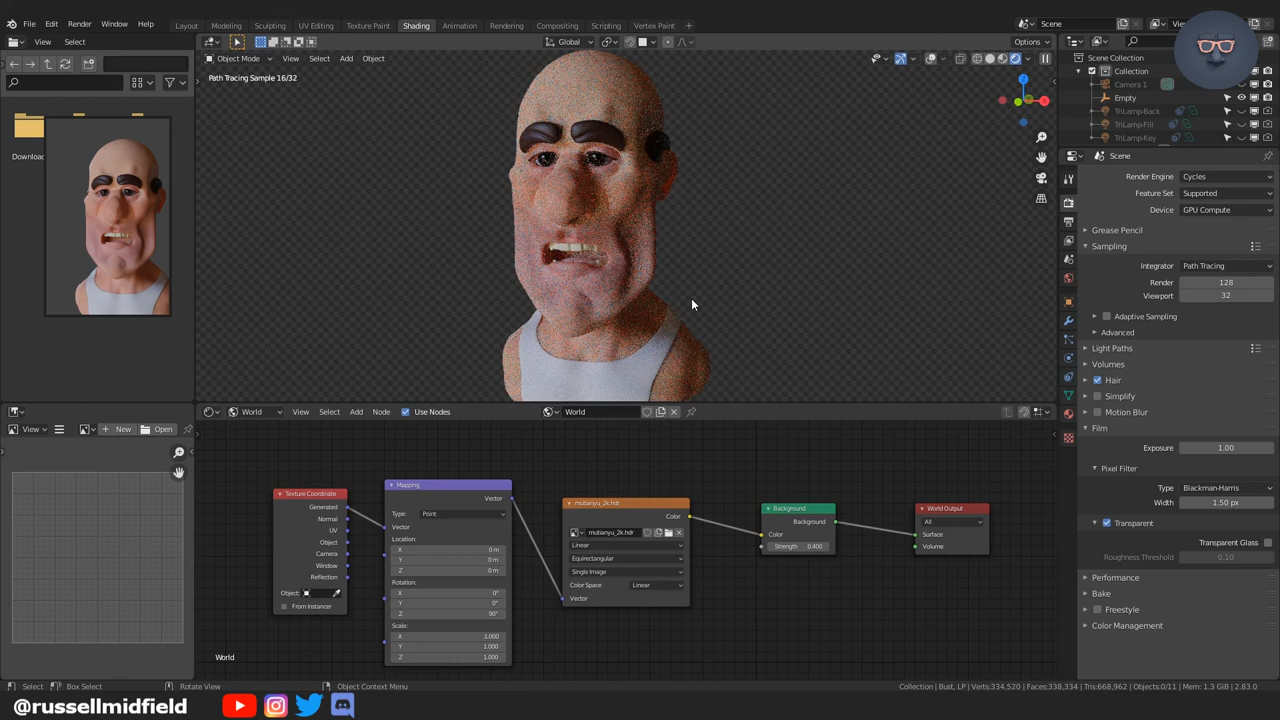 File Edit Render Window Help
Layout Modeling Sculpting UV Editing Texture Paint Shading Animation Rendering Compositing Scripting Vertex Paint +
Scene
View Select
Global
Options
Object Mode View Select Add Object
Path Tracing Sample 16/32
Scene Collection
Collection
Camera 1
Empty
TriLamp-Back
TriLamp-Fill
TriLamp-Key
Scene
Render Engine Cycles
Feature Set Supported
Device GPU Compute
Grease Pencil
Sampling
Integrator Path Tracing
Render 128
Viewport 32
Adaptive Sampling
Advanced
Light Paths
Volumes
Hair
Simplify
Motion Blur
Film
Exposure 1.00
Pixel Filter
Type Blackman-Harris
Width 1.50 px
Transparent
Transparent Glass
Roughness Threshold 0.10
Performance
Bake
Freestyle
Color Management
View + New Open
World View Select Add Node Use Nodes World
Texture Coordinate
Generated
Normal
UV
Object
Camera
Window
Reflection
Object:
From Instancer
Mapping
Vector
Type: Point
Vector
Location:
X 0 m
Y 0 m
Z 0 m
Rotation:
X 0°
Y 0°
Z 90°
Scale:
X 1.000
Y 1.000
Z 1.000
mutianyu_2k.hdr
Color
mutianyu_2k.hdr
Linear
Equirectangular
Single Image
Color Space Linear
Vector
Background
Background
Color
Strength 0.400
World Output
All
Surface
Volume
World
Select Box Select Rotate View Object Context Menu
Collection | Bust, LP | Verts:334,520 | Faces:338,334 | Tris:668,962 | Objects:0/11 | Mem: 1.3 GiB | 2.83.0
@russellmidfield